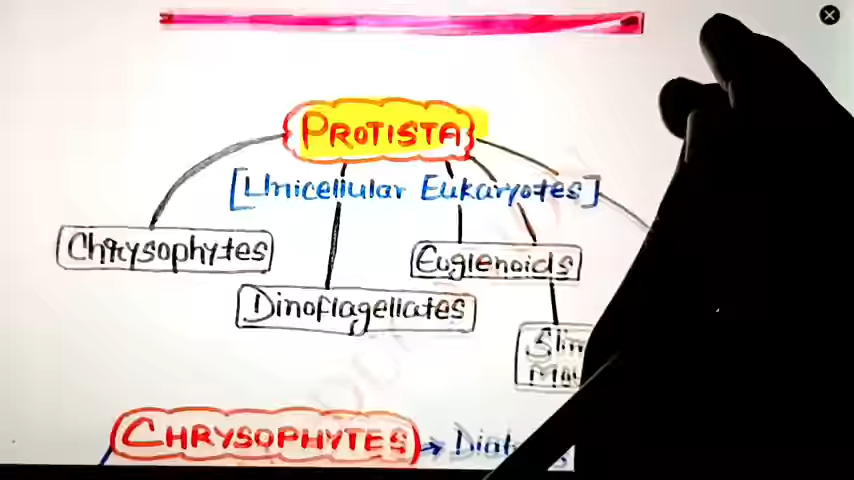 PROTISTA
[Unicellular Eukaryotes]
Chrysophytes
Euglenoids
Dinoflagellates
CHRYSOPHYTES →